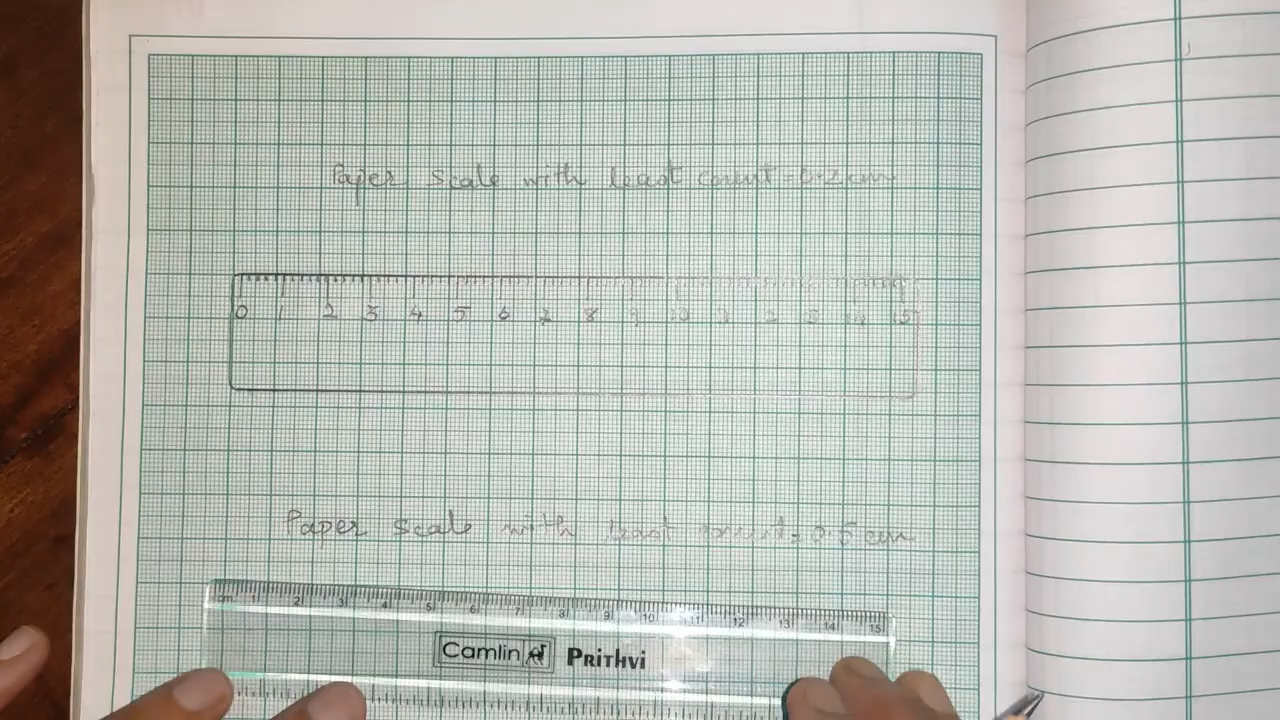 Paper scale with least count = 0.2 cm
0 1 2 3 4 5 6 7 8 9 10 11 12 13 14 15
Paper scale with least count = 0.5 cm
cm 1 2 3 4 5 6 7 8 9 10 11 12 13 14 15
Camlin PRITHVI